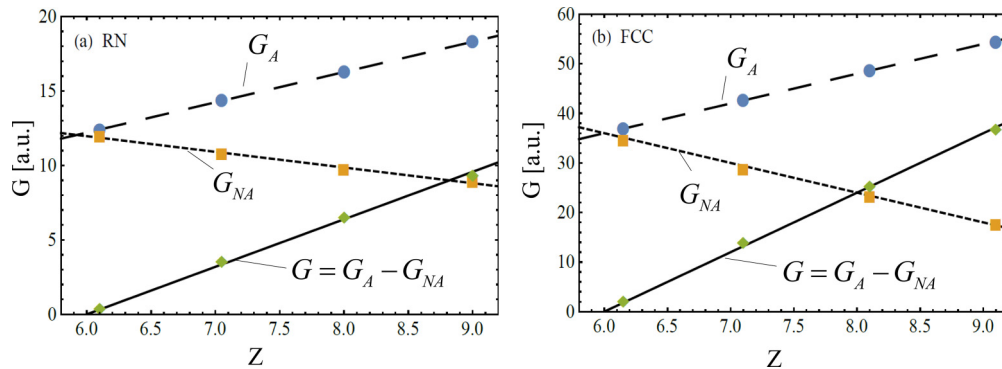 (a) RN
G [a.u.]
20
15
10
5
0
G_A
G_NA
G = G_A − G_NA
6.0 6.5 7.0 7.5 8.0 8.5 9.0
Z
(b) FCC
G [a.u.]
60
50
40
30
20
10
0
G_A
G_NA
G = G_A − G_NA
6.0 6.5 7.0 7.5 8.0 8.5 9.0
Z